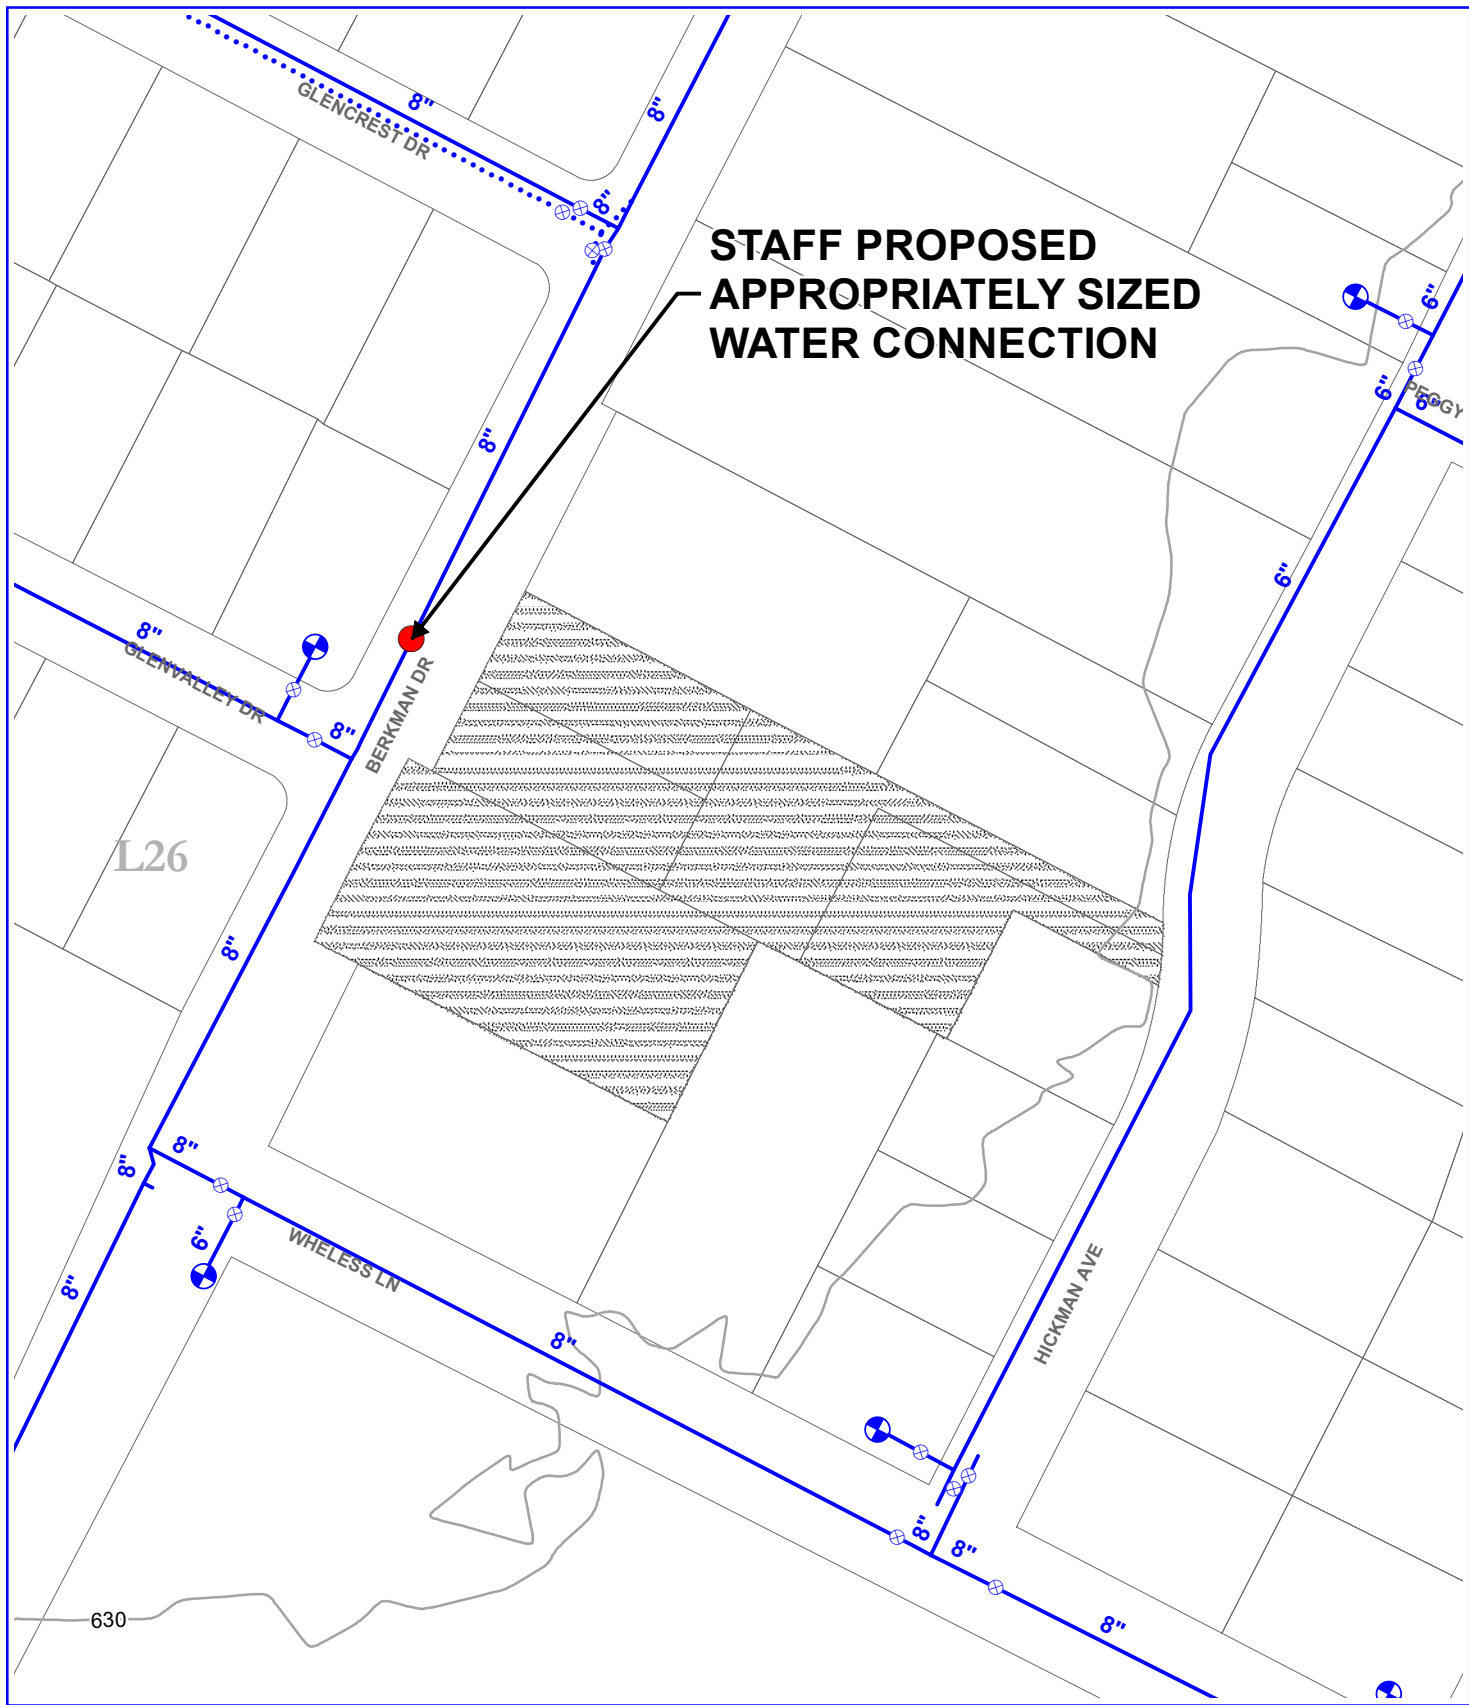 8"
GLENCREST DR
8"
8"
STAFF PROPOSED
APPROPRIATELY SIZED
WATER CONNECTION
6"
6"
PEGGY
6"
8"
6"
8"
GLENVALLEY DR
8"
BERKMAN DR
L26
8"
8"
8"
6"
WHELESS LN
8"
8"
HICKMAN AVE
8"
8"
630
8"